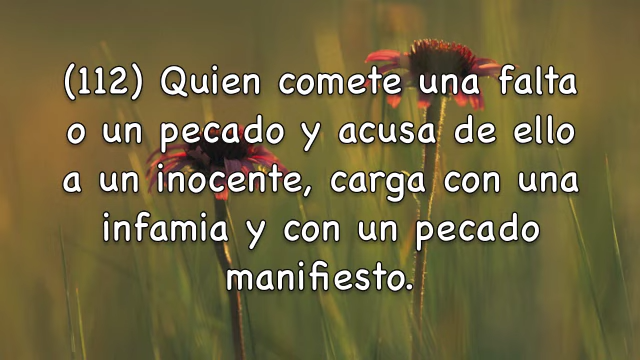 (112) Quien comete una falta
o un pecado y acusa de ello
a un inocente, carga con una
infamia y con un pecado
manifiesto.